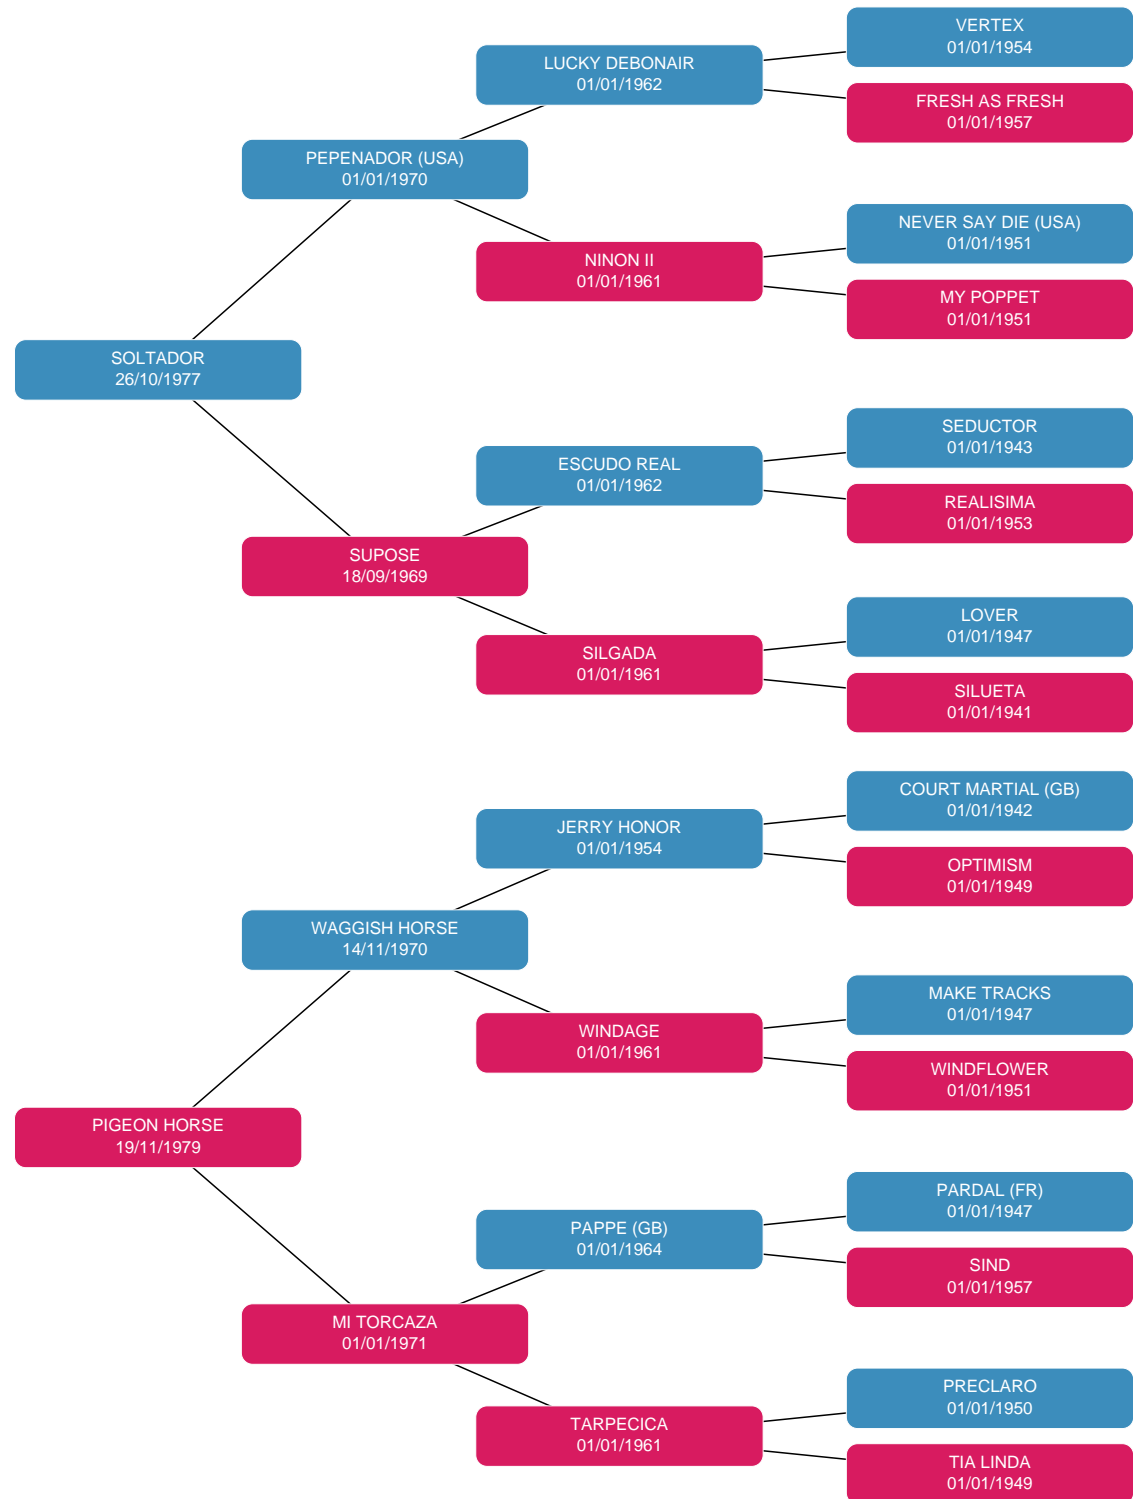 VERTEX
01/01/1954
LUCKY DEBONAIR
01/01/1962
FRESH AS FRESH
01/01/1957
PEPENADOR (USA)
01/01/1970
NEVER SAY DIE (USA)
01/01/1951
NINON II
01/01/1961
MY POPPET
01/01/1951
SOLTADOR
26/10/1977
SEDUCTOR
01/01/1943
ESCUDO REAL
01/01/1962
REALISIMA
01/01/1953
SUPOSE
18/09/1969
LOVER
01/01/1947
SILGADA
01/01/1961
SILUETA
01/01/1941
COURT MARTIAL (GB)
01/01/1942
JERRY HONOR
01/01/1954
OPTIMISM
01/01/1949
WAGGISH HORSE
14/11/1970
MAKE TRACKS
01/01/1947
WINDAGE
01/01/1961
WINDFLOWER
01/01/1951
PIGEON HORSE
19/11/1979
PARDAL (FR)
01/01/1947
PAPPE (GB)
01/01/1964
SIND
01/01/1957
MI TORCAZA
01/01/1971
PRECLARO
01/01/1950
TARPECICA
01/01/1961
TIA LINDA
01/01/1949